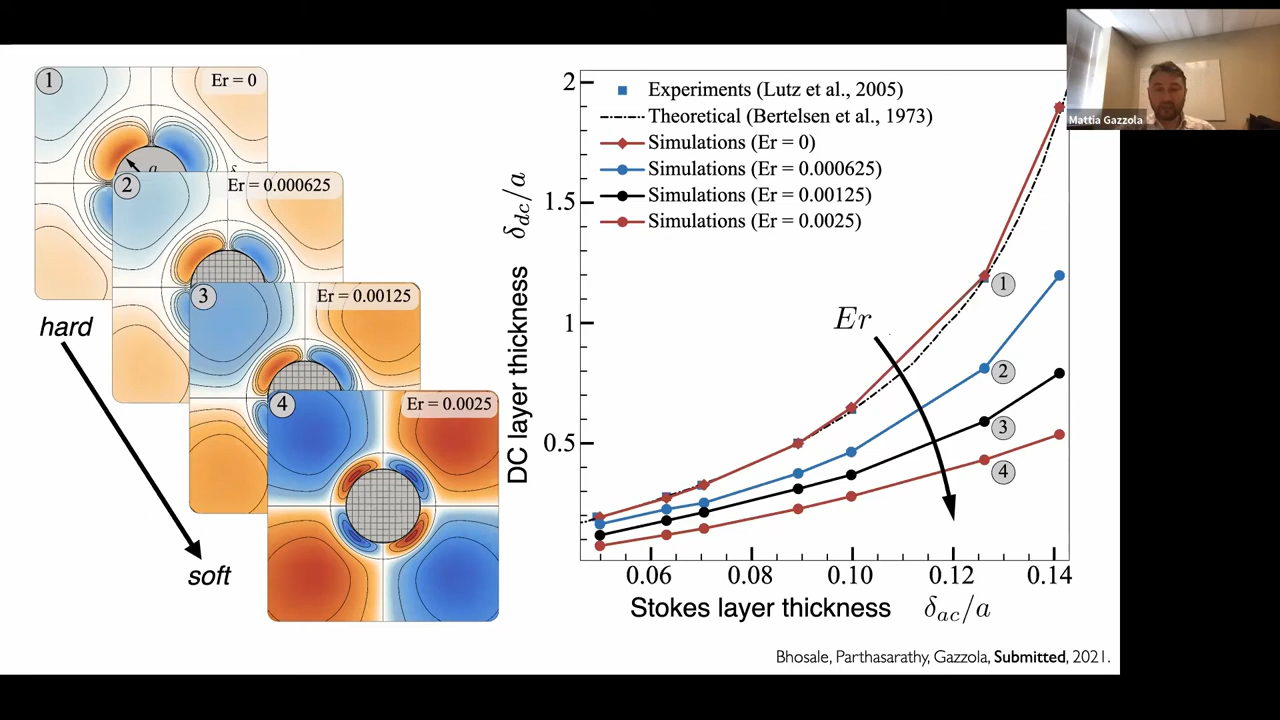 1
Er = 0
a
2
Er = 0.000625
3
Er = 0.00125
4
Er = 0.0025
hard
soft
2
1.5
1
0.5
DC layer thickness δdc/a
Experiments (Lutz et al., 2005)
Theoretical (Bertelsen et al., 1973)
Simulations (Er = 0)
Simulations (Er = 0.000625)
Simulations (Er = 0.00125)
Simulations (Er = 0.0025)
Er
1
2
3
4
0.06 0.08 0.10 0.12 0.14
Stokes layer thickness δac/a
Bhosale, Parthasarathy, Gazzola, Submitted, 2021.
Mattia Gazzola